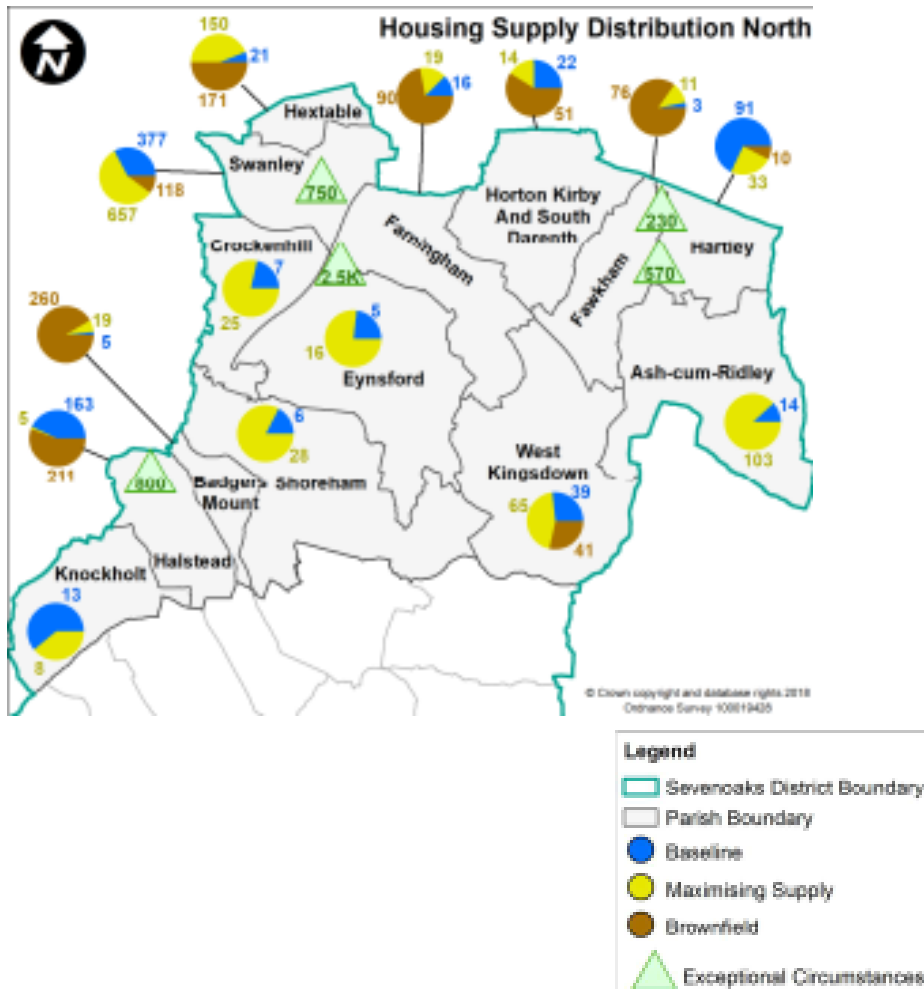 Housing Supply Distribution North
N
150
21
171
Hextable
19
16
90
14
22
51
76
11
3
91
10
33
377
118
657
Swanley
750
Horton Kirby
And South
Darenth
230
Hartley
Crockenhill
7
25
2.5K
Farningham
Fawkham
570
260
19
5
5
16
Eynsford
Ash-cum-Ridley
14
103
5
163
211
6
28
West
Kingsdown
65
39
41
800
Badgers
Mount
Shoreham
Halstead
Knockholt
13
8
© Crown copyright and database rights 2018
Ordnance Survey 100019428
Legend
Sevenoaks District Boundary
Parish Boundary
Baseline
Maximising Supply
Brownfield
Exceptional Circumstances